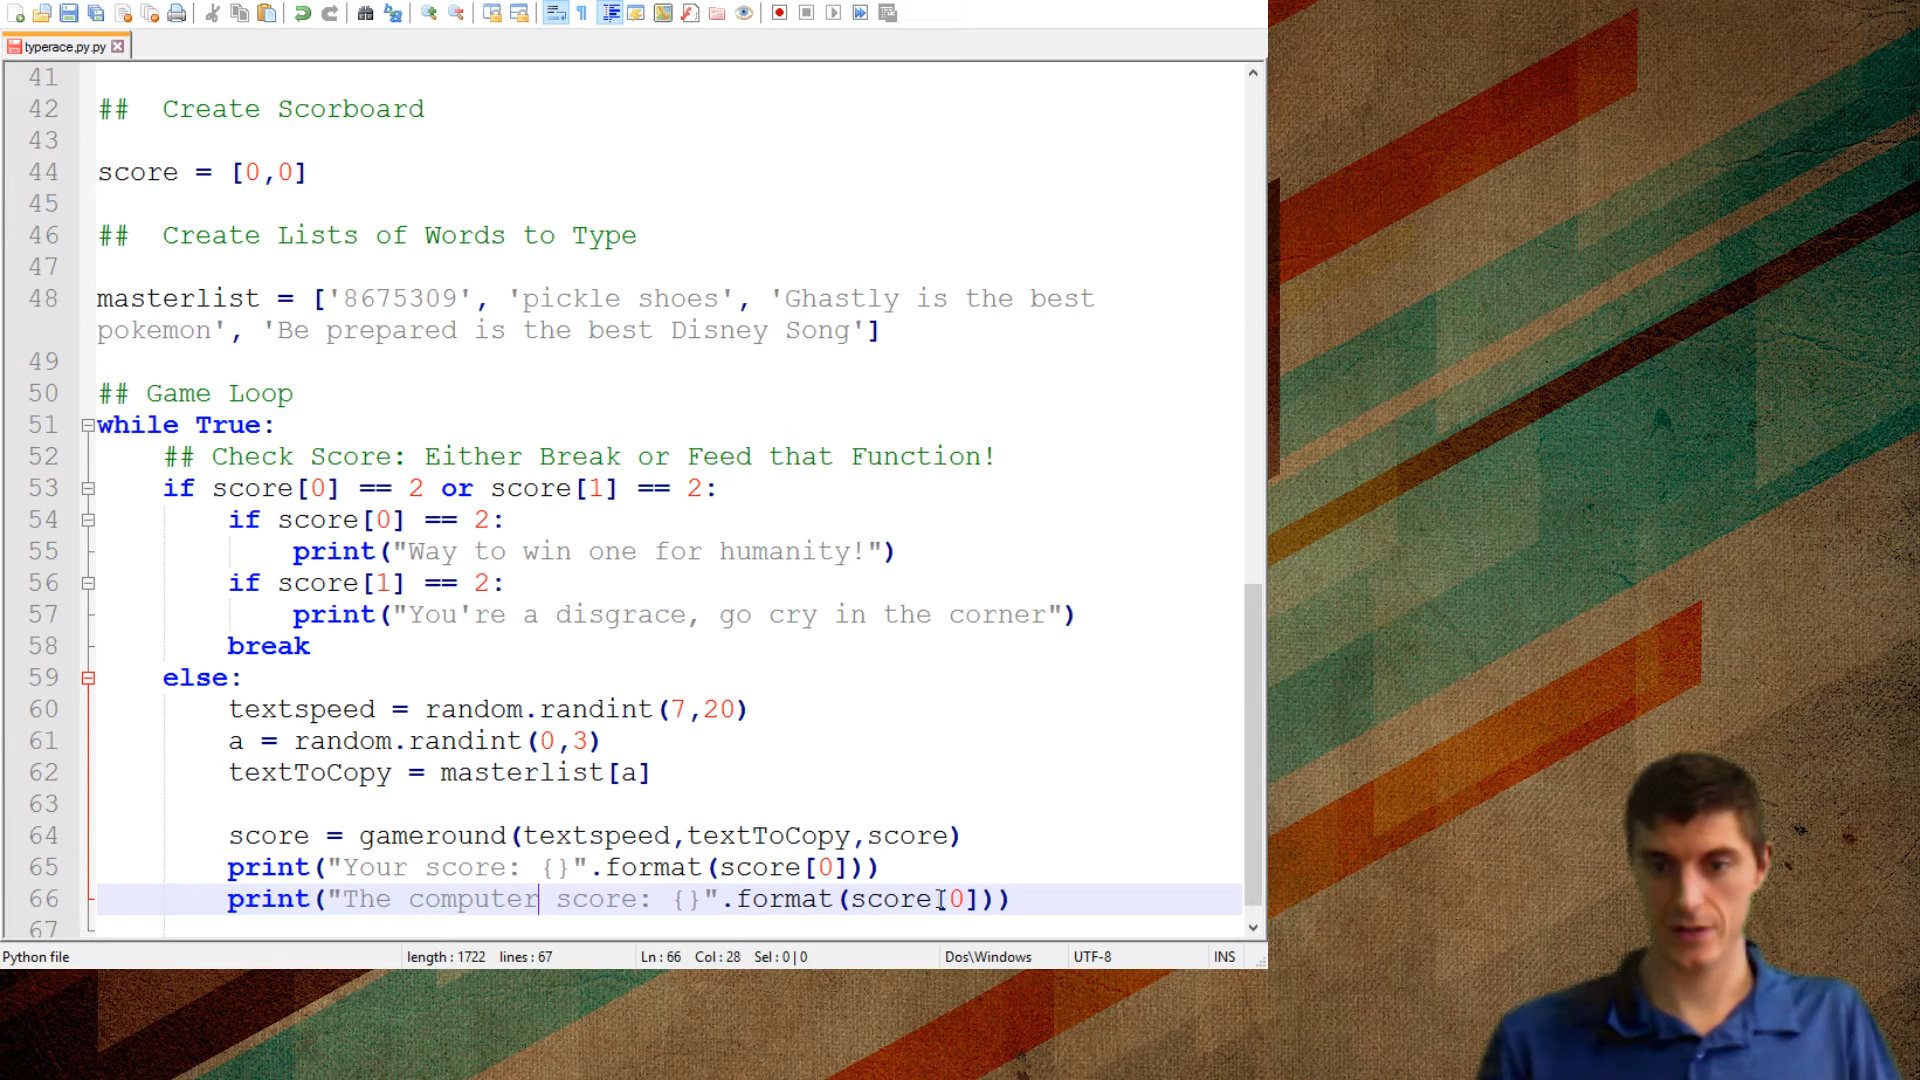 typerace.py.py
41
42 ##  Create Scorboard
43
44 score = [0,0]
45
46 ##  Create Lists of Words to Type
47
48 masterlist = ['8675309', 'pickle shoes', 'Ghastly is the best
pokemon', 'Be prepared is the best Disney Song']
49
50 ## Game Loop
51 while True:
52     ## Check Score: Either Break or Feed that Function!
53     if score[0] == 2 or score[1] == 2:
54         if score[0] == 2:
55             print("Way to win one for humanity!")
56         if score[1] == 2:
57             print("You're a disgrace, go cry in the corner")
58         break
59     else:
60         textspeed = random.randint(7,20)
61         a = random.randint(0,3)
62         textToCopy = masterlist[a]
63
64         score = gameround(textspeed,textToCopy,score)
65         print("Your score: {}".format(score[0]))
66         print("The computer score: {}".format(score[0]))
67
Python file length : 1722 lines : 67 Ln : 66 Col : 28 Sel : 0 | 0 Dos\Windows UTF-8 INS